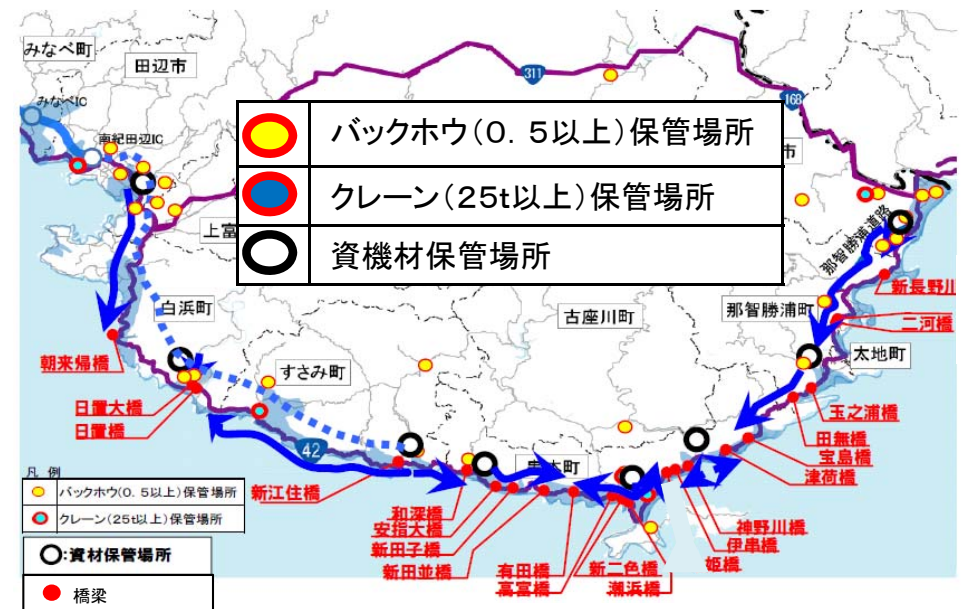 みなべ町
田辺市
みなべIC
南紀田辺IC
311
168
市
バックホウ(0.5以上)保管場所
クレーン(25t以上)保管場所
資機材保管場所
上富
那智勝浦道路
新長野川
白浜町
古座川町
那智勝浦町
二河橋
太地町
朝来帰橋
すさみ町
日置大橋
日置橋
玉之浦橋
田無橋
宝島橋
津荷橋
42
凡 例
バックホウ(0.5以上)保管場所
クレーン(25t以上)保管場所
:資材保管場所
橋梁
新江住橋
和深橋
安指大橋
新田子橋
新田並橋
有田橋
高富橋
新二色橋
潮浜橋
神野川橋
伊串橋
姫橋